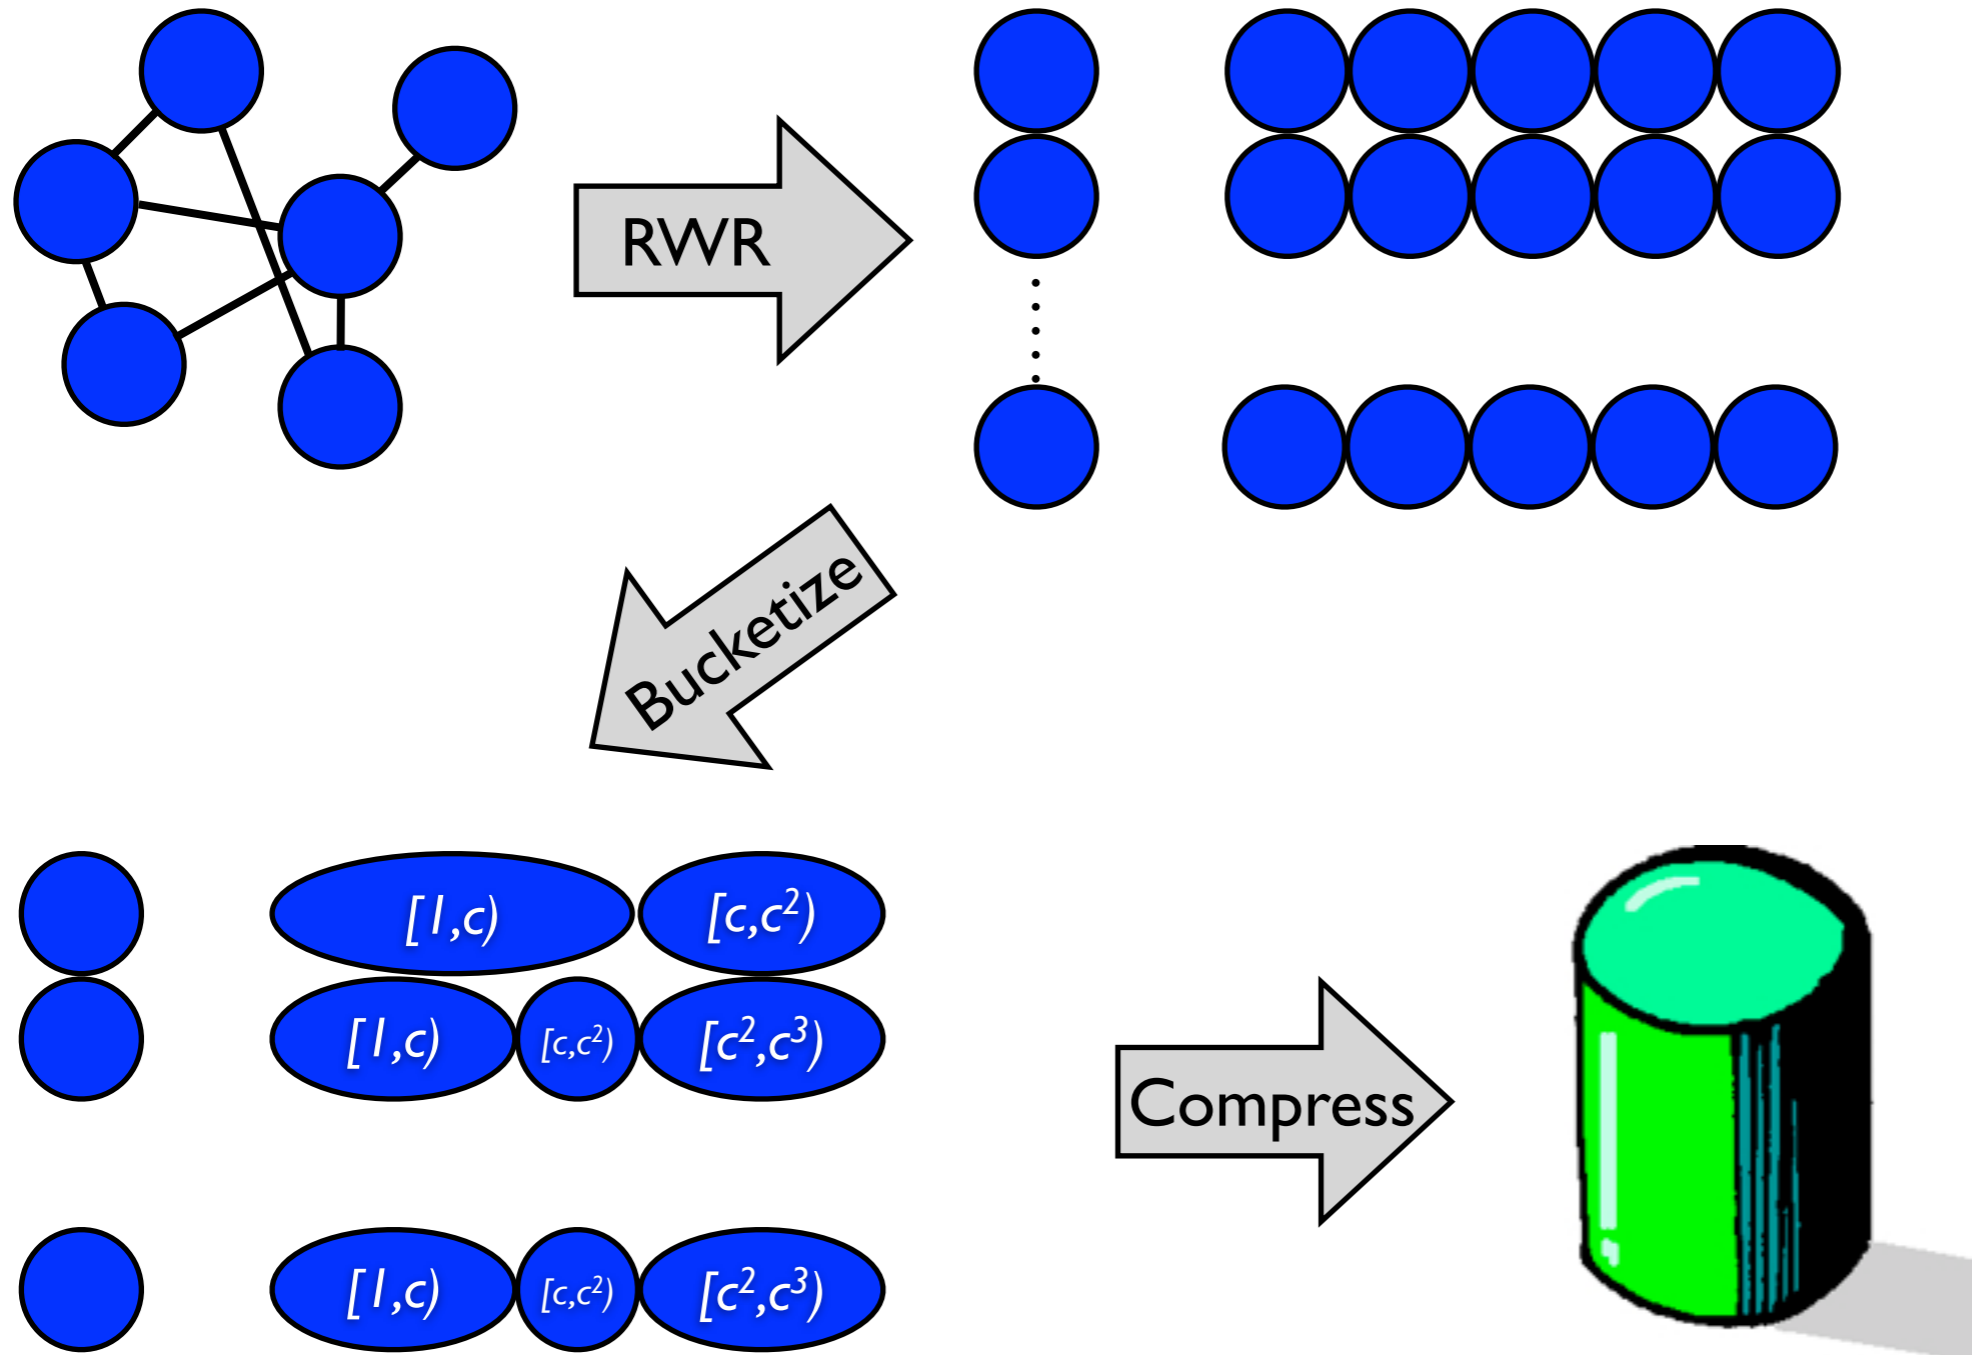 RWR
Bucketize
[1,c) [c,c²)
[1,c) [c,c²) [c²,c³)
Compress
[1,c) [c,c²) [c²,c³)